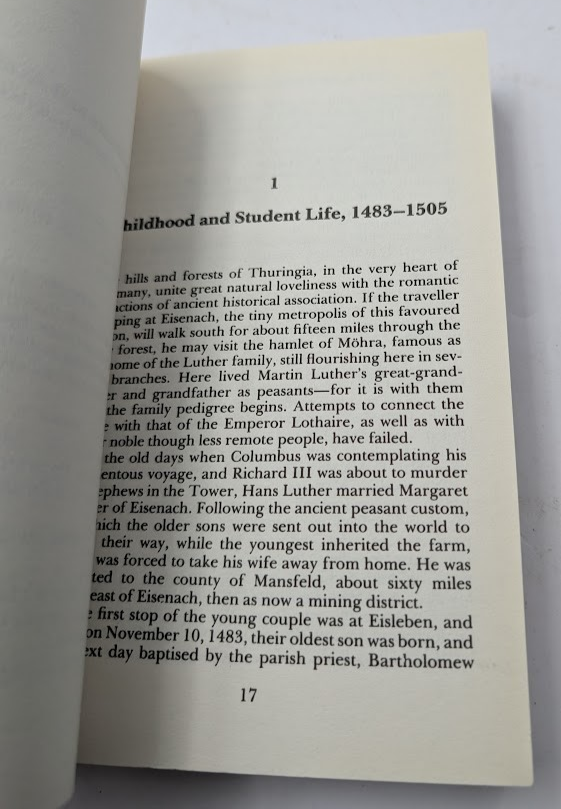 1
hildhood and Student Life, 1483–1505
hills and forests of Thuringia, in the very heart of
many, unite great natural loveliness with the romantic
actions of ancient historical association. If the traveller
ping at Eisenach, the tiny metropolis of this favoured
on, will walk south for about fifteen miles through the
forest, he may visit the hamlet of Möhra, famous as
ome of the Luther family, still flourishing here in sev-
branches. Here lived Martin Luther's great-grand-
er and grandfather as peasants—for it is with them
the family pedigree begins. Attempts to connect the
e with that of the Emperor Lothaire, as well as with
r noble though less remote people, have failed.
the old days when Columbus was contemplating his
entous voyage, and Richard III was about to murder
ephews in the Tower, Hans Luther married Margaret
er of Eisenach. Following the ancient peasant custom,
hich the older sons were sent out into the world to
their way, while the youngest inherited the farm,
was forced to take his wife away from home. He was
ted to the county of Mansfeld, about sixty miles
east of Eisenach, then as now a mining district.
e first stop of the young couple was at Eisleben, and
on November 10, 1483, their oldest son was born, and
ext day baptised by the parish priest, Bartholomew
17